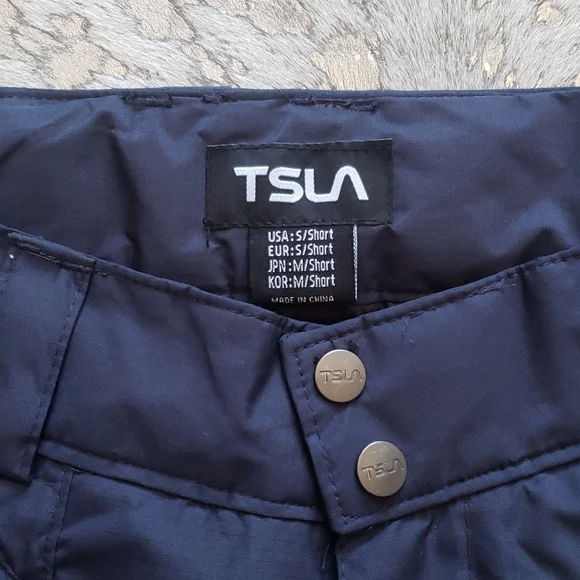 TSLA
USA:S/Short
EUR:S/Short
JPN:M/Short
KOR:M/Short
MADE IN CHINA
TSLA
TSLA